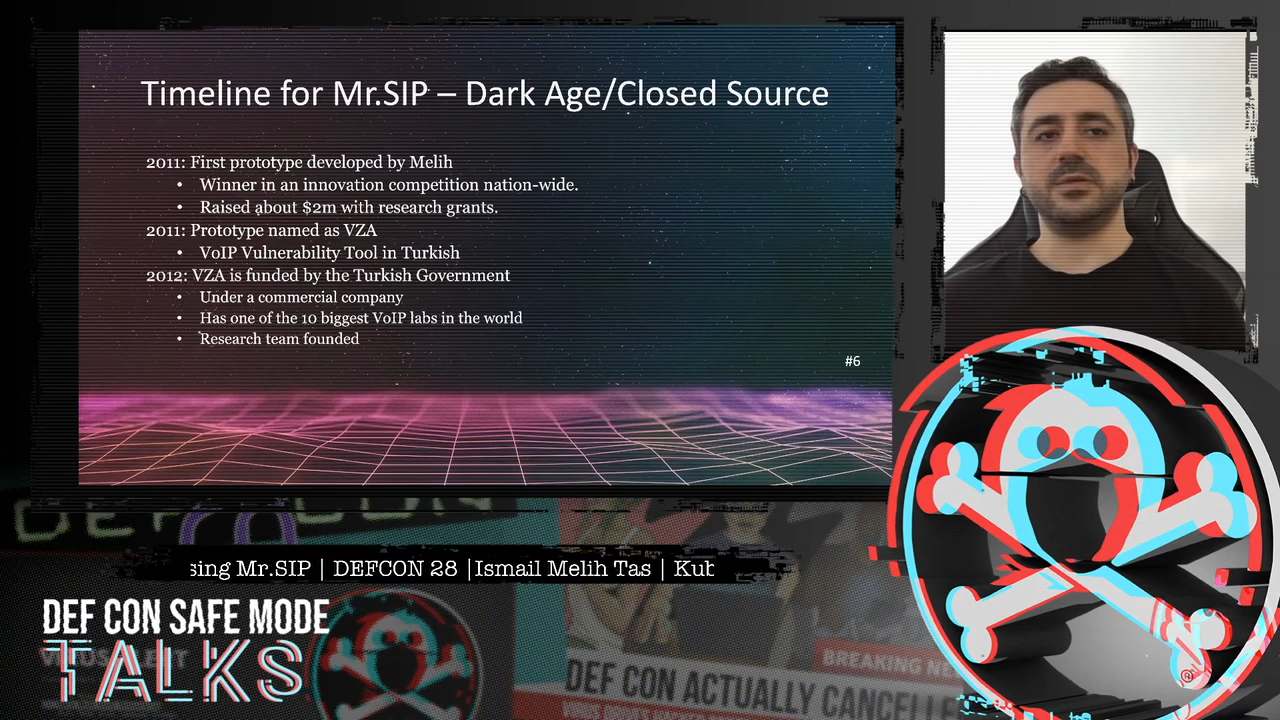 Timeline for Mr.SIP – Dark Age/Closed Source
2011: First prototype developed by Melih
• Winner in an innovation competition nation-wide.
• Raised about $2m with research grants.
2011: Prototype named as VZA
• VoIP Vulnerability Tool in Turkish
2012: VZA is funded by the Turkish Government
• Under a commercial company
• Has one of the 10 biggest VoIP labs in the world
• Research team founded
#6
DEF CON
sing Mr.SIP | DEFCON 28 |Ismail Melih Tas | Kub
DEF CON SAFE MODE
TALKS
BREAKING NE
DEF CON ACTUALLY CANCELLE